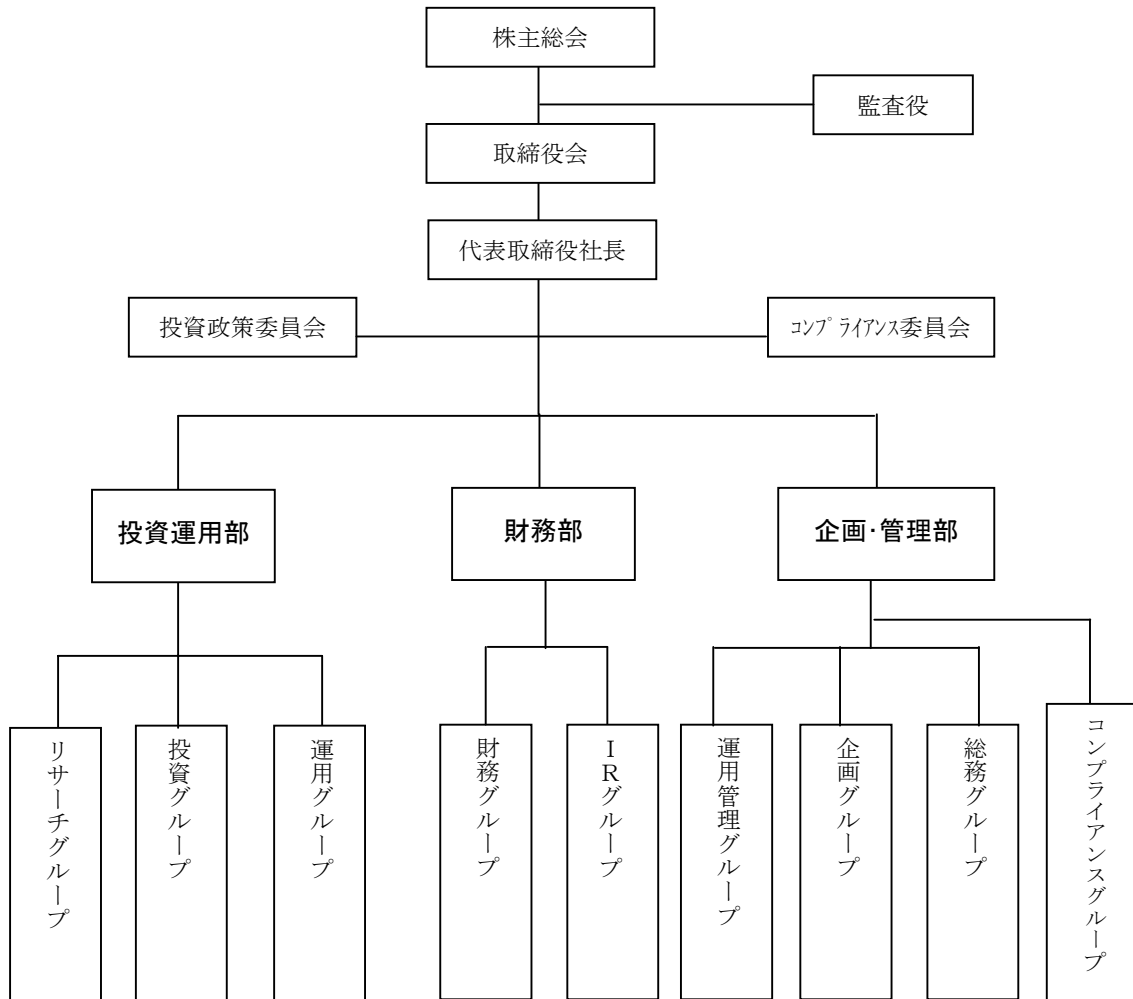 株主総会
監査役
取締役会
代表取締役社長
投資政策委員会
ｺﾝﾌﾟﾗｲｱﾝｽ委員会
投資運用部
財務部
企画・管理部
リサーチグループ
投資グループ
運用グループ
財務グループ
ＩＲグループ
運用管理グループ
企画グループ
総務グループ
コンプライアンスグループ